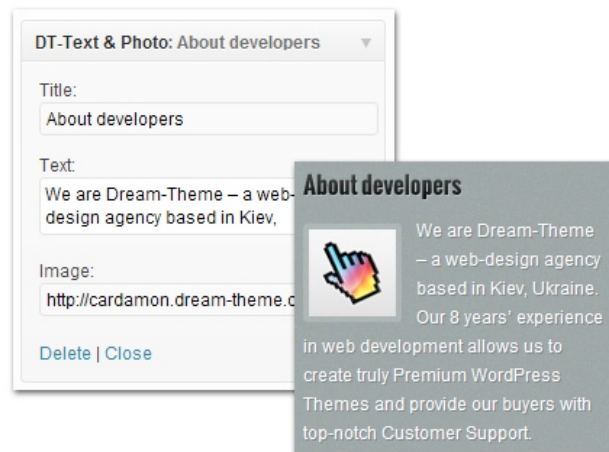 DT-Text & Photo: About developers
Title:
About developers
Text:
We are Dream-Theme – a web-
design agency based in Kiev,
Image:
http://cardamon.dream-theme.c
Delete | Close
About developers
We are Dream-Theme
– a web-design agency
based in Kiev, Ukraine.
Our 8 years' experience
in web development allows us to
create truly Premium WordPress
Themes and provide our buyers with
top-notch Customer Support.